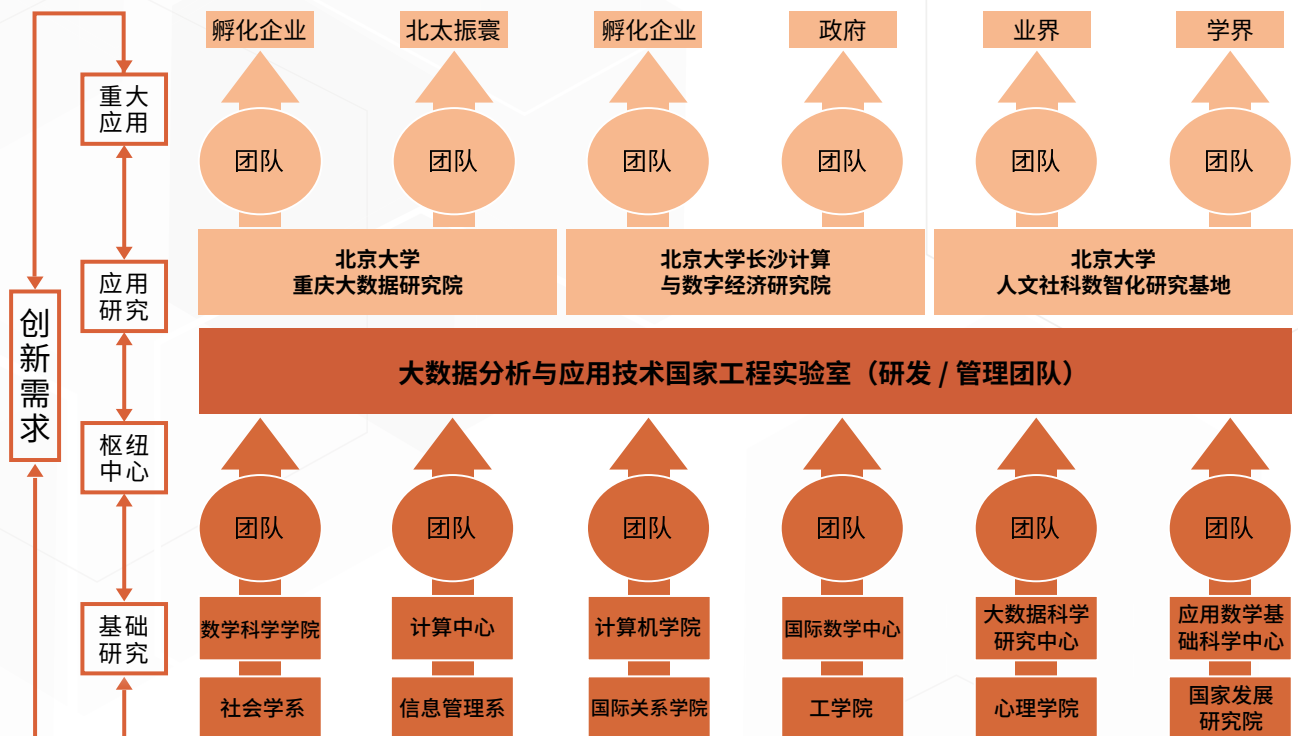 孵化企业
北太振寰
孵化企业
政府
业界
学界
重大
应用
团队
团队
团队
团队
团队
团队
北京大学
重庆大数据研究院
北京大学长沙计算
与数字经济研究院
北京大学
人文社科数智化研究基地
应用
研究
创
新
需
求
大数据分析与应用技术国家工程实验室（研发 / 管理团队）
枢纽
中心
团队
团队
团队
团队
团队
团队
基础
研究
数学科学学院
计算中心
计算机学院
国际数学中心
大数据科学
研究中心
应用数学基
础科学中心
社会学系
信息管理系
国际关系学院
工学院
心理学院
国家发展
研究院